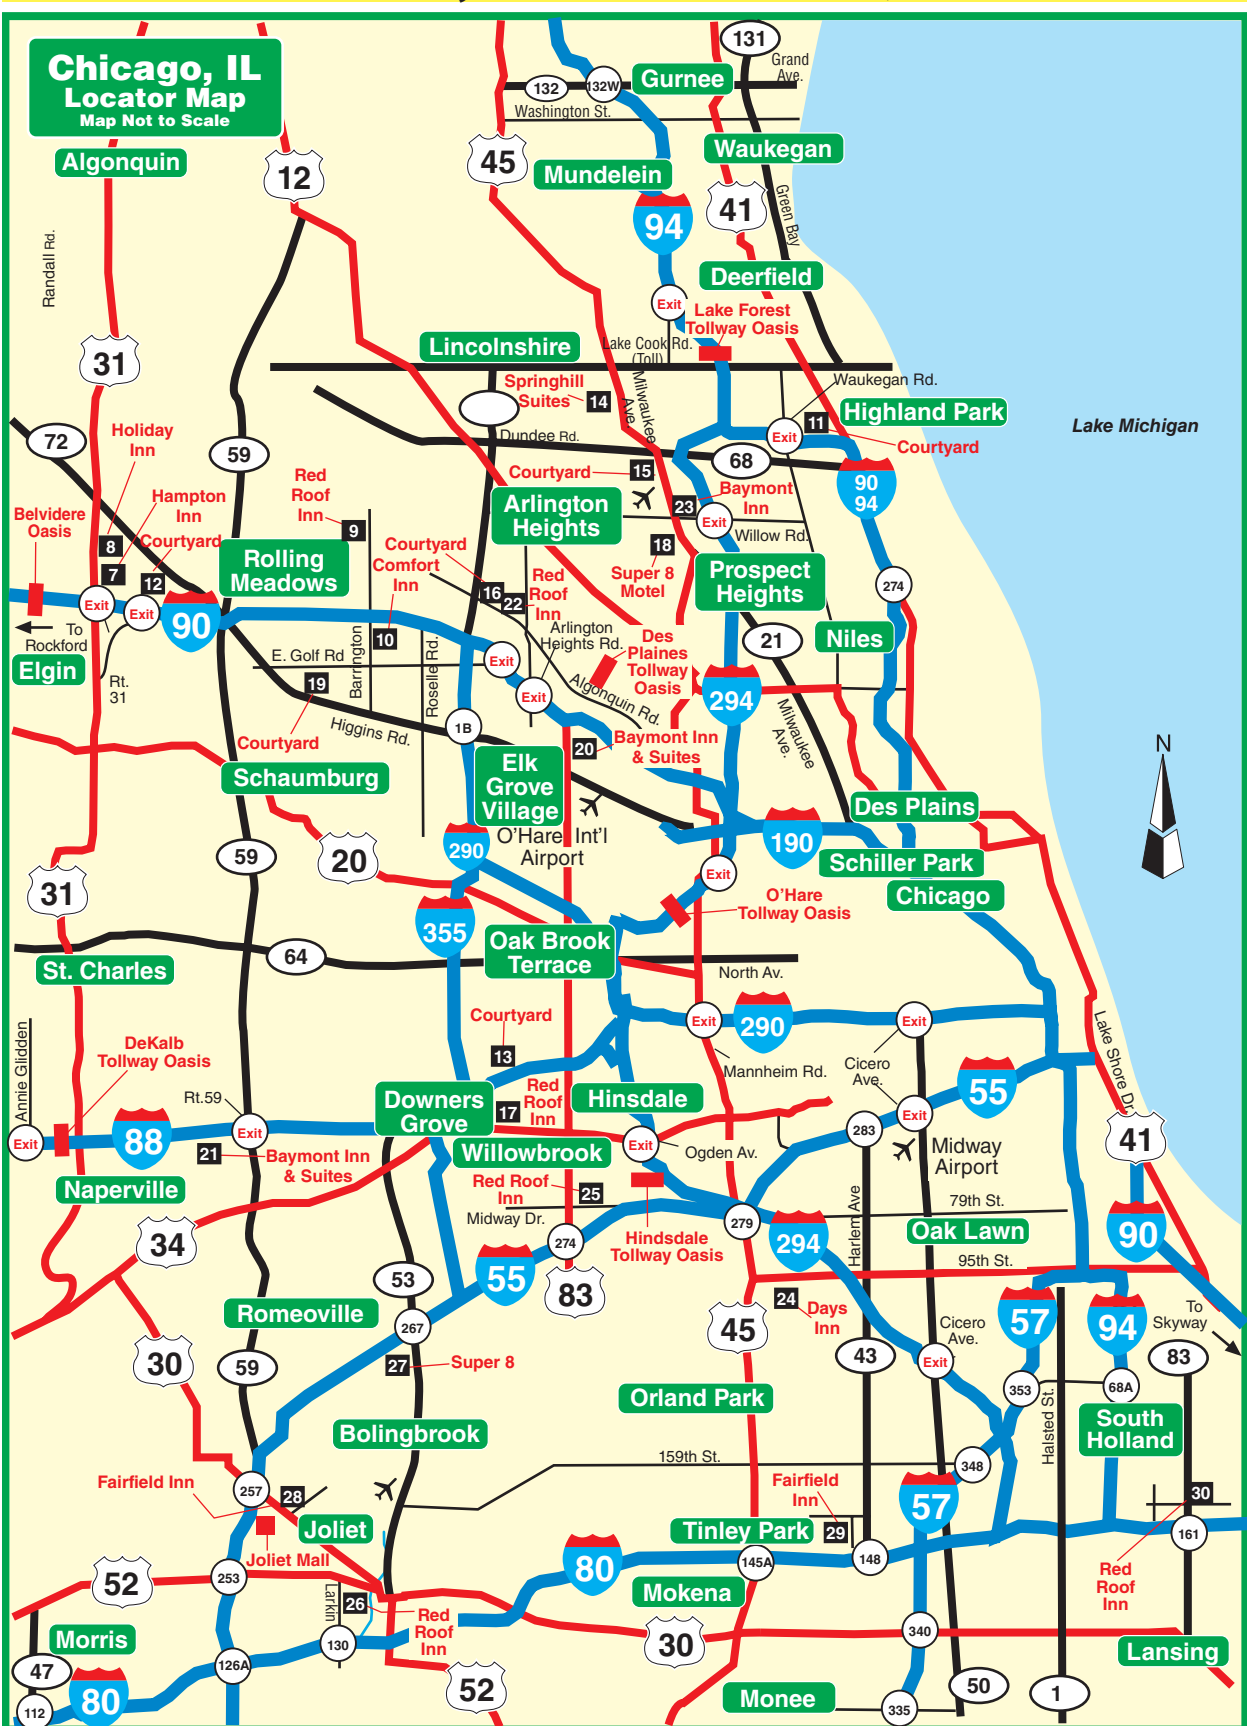 Chicago, IL
Locator Map
Map Not to Scale
131
Grand
Ave.
132
132W
Gurnee
Washington St.
Algonquin
12
45
Mundelein
Waukegan
41
94
Green Bay
Randall Rd.
Deerfield
Exit
Lake Forest
Tollway Oasis
31
Lincolnshire
Lake Cook Rd.
(Toll)
Milwaukee
Ave.
Springhill
Suites
14
Waukegan Rd.
Highland Park
11
Courtyard
Exit
Lake Michigan
72
Holiday
Inn
59
Dundee Rd.
68
90
94
Courtyard
15
Red
Roof
Inn
9
Hampton
Inn
Belvidere
Oasis
Arlington
Heights
23
Baymont
Inn
Exit
Willow Rd.
8
7
Courtyard
12
Rolling
Meadows
Courtyard
Comfort
Inn
18
Super 8
Motel
Prospect
Heights
274
16
22
Red
Roof
Inn
Exit
Exit
90
To
Rockford
Elgin
Rt.
31
10
Arlington
Heights Rd.
Des
Plaines
Tollway
Oasis
21
Niles
E. Golf Rd
Barrington
Roselle Rd.
Exit
Exit
Algonquin Rd.
294
19
Courtyard
Higgins Rd.
1B
Milwaukee
Ave.
20
Baymont Inn
& Suites
N
Schaumburg
Elk
Grove
Village
Des Plains
O'Hare Int'l
Airport
290
190
59
20
Schiller Park
31
Exit
Chicago
O'Hare
Tollway Oasis
355
Oak Brook
Terrace
64
St. Charles
North Av.
Annie Glidden
Courtyard
13
Exit
290
Exit
Lake Shore Dr.
DeKalb
Tollway Oasis
Mannheim Rd.
Cicero
Ave.
55
Rt.59
Downers
Grove
Red
Roof
Inn
17
Hinsdale
Exit
88
Exit
21
Baymont Inn
& Suites
Willowbrook
Exit
Ogden Av.
283
Exit
Midway
Airport
41
Naperville
Red Roof
Inn
25
Midway Dr.
79th St.
34
274
Hindsdale
Tollway Oasis
279
294
Harlem Ave
Oak Lawn
90
55
83
95th St.
53
24
Days
Inn
57
94
To
Skyway
Romeoville
267
45
Cicero
Ave.
30
59
27
Super 8
43
Exit
83
353
68A
Orland Park
Halsted St.
South
Holland
Bolingbrook
159th St.
348
Fairfield Inn
257
28
Fairfield
Inn
57
30
Joliet
Tinley Park
29
161
Joliet Mall
52
253
80
145A
148
Red
Roof
Inn
Larkin
26
Red
Roof
Inn
Mokena
Morris
130
30
340
Lansing
47
80
126A
52
50
1
112
Monee
335